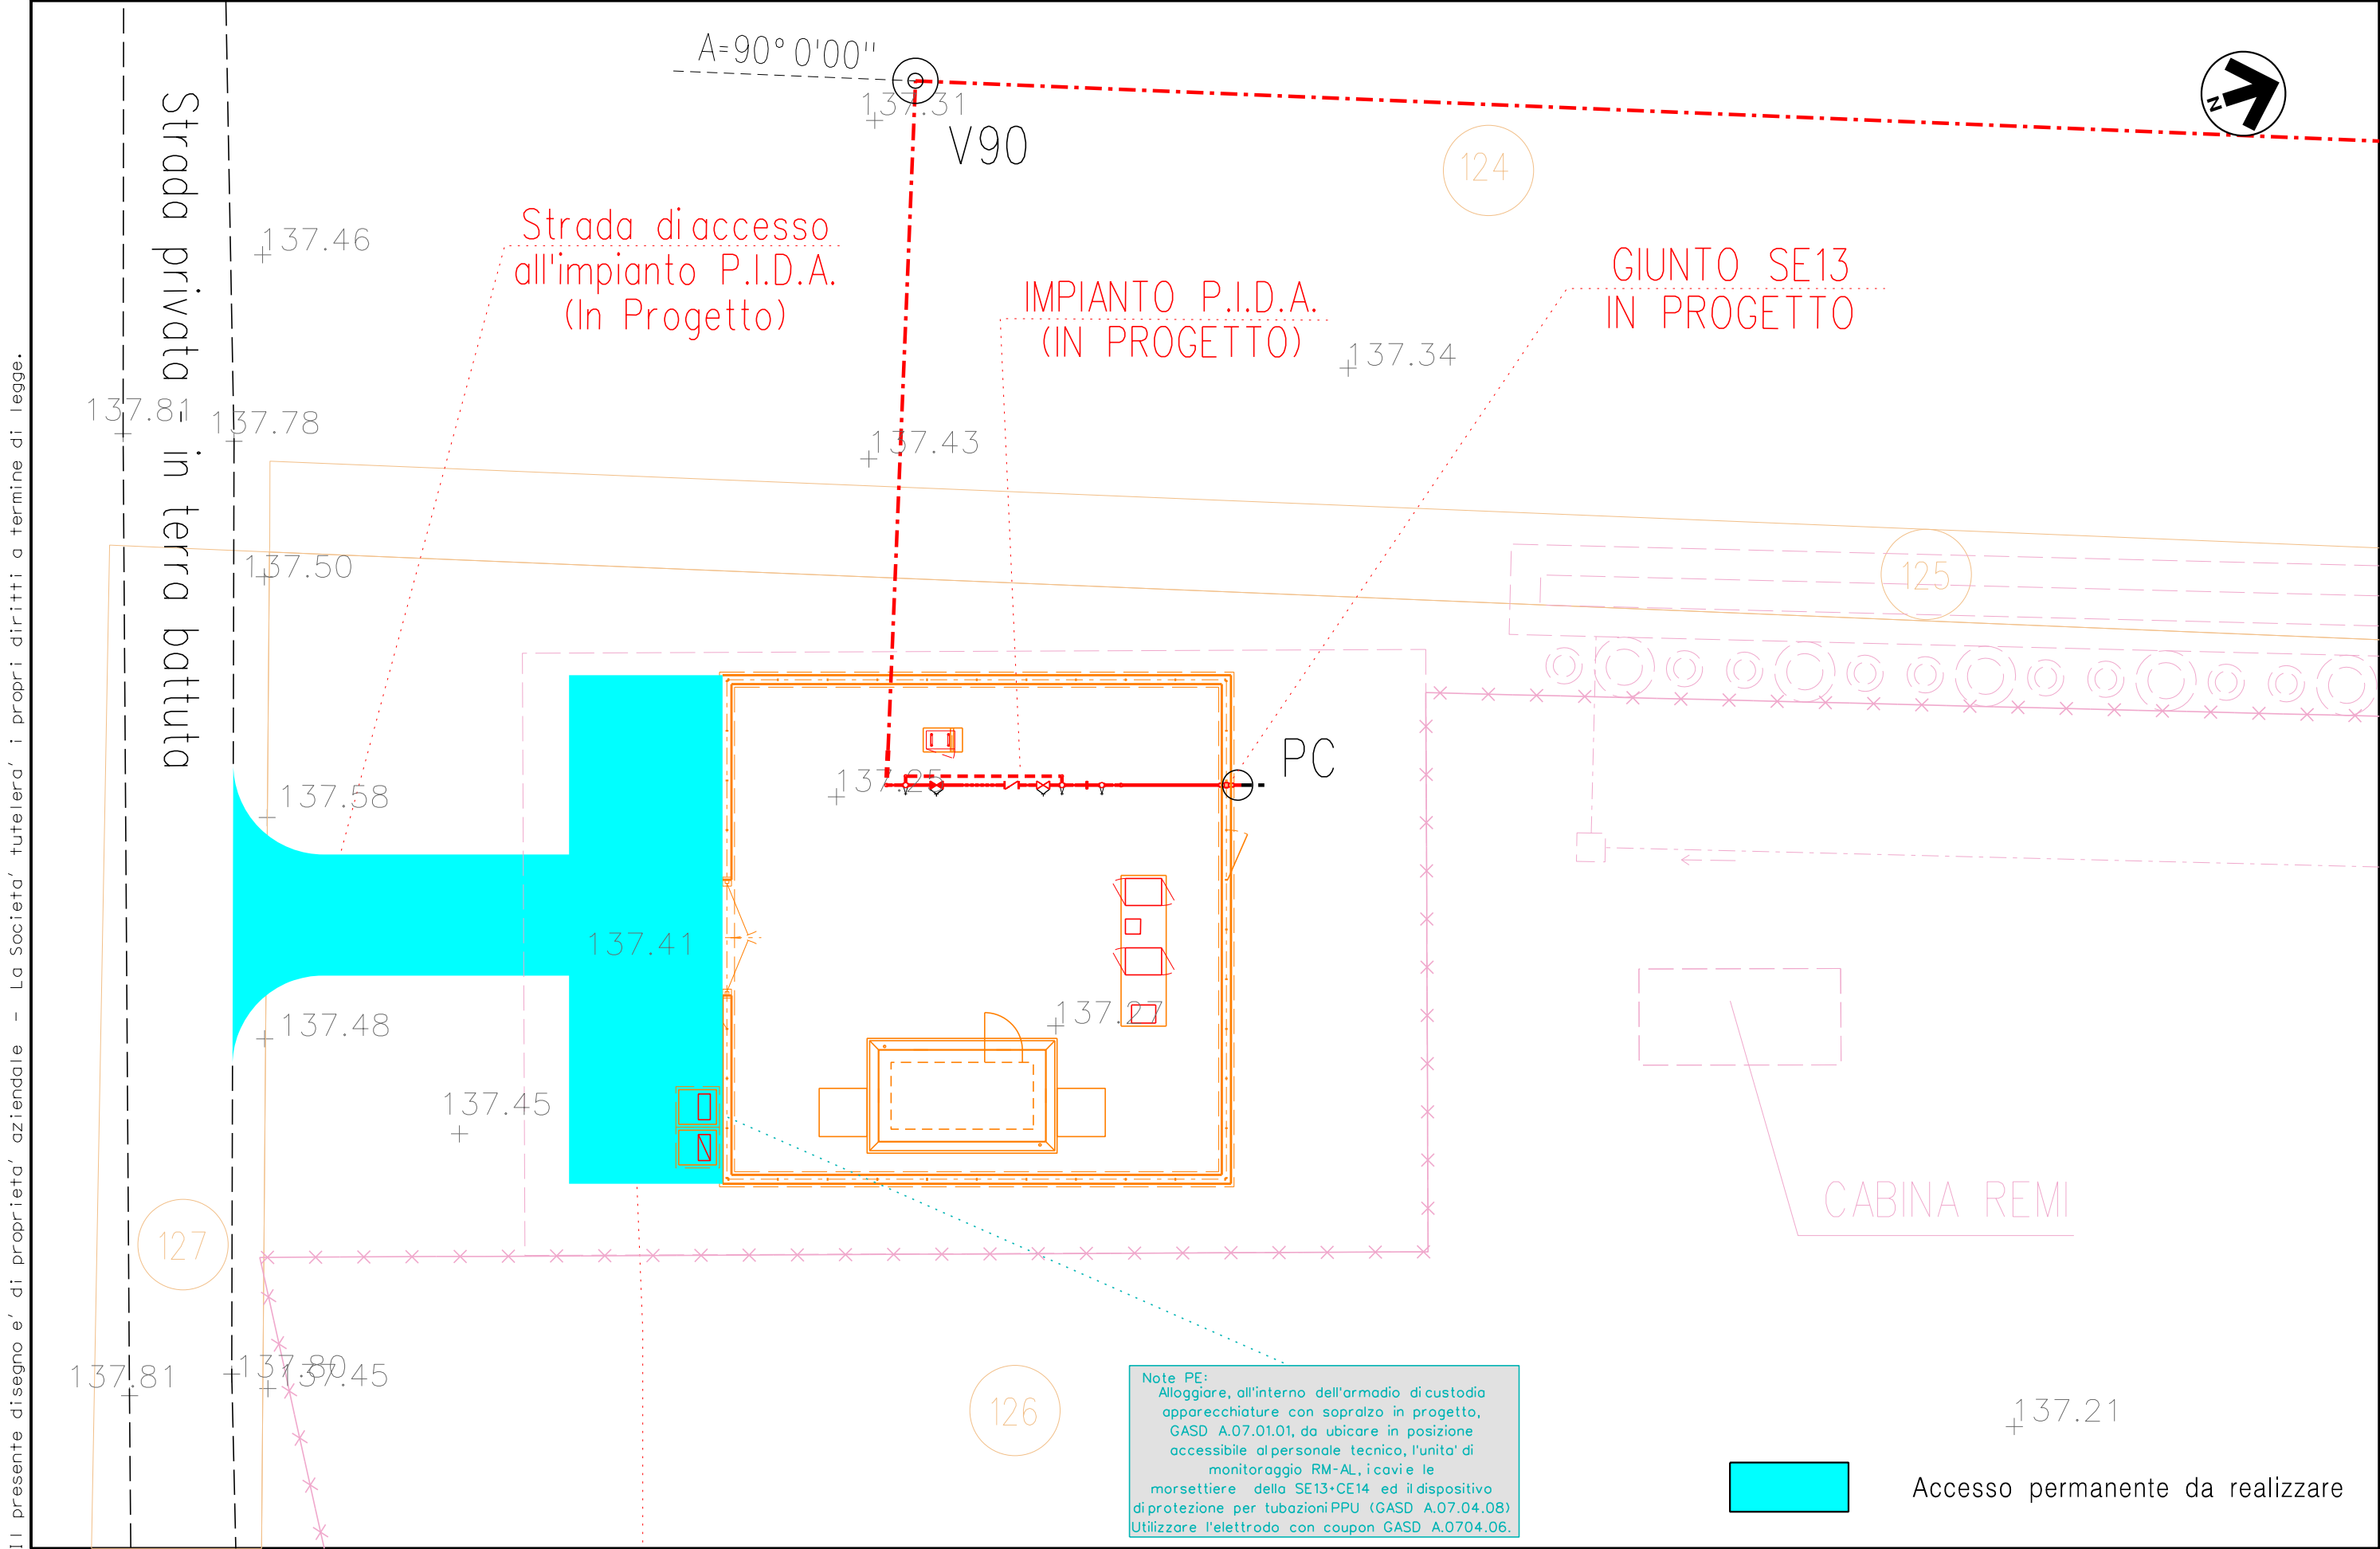 A=90°0'00"
137.31
V90
N
124
Strada privata - in terra battuta
137.46
Strada di accesso
all'impianto P.I.D.A.
(In Progetto)
IMPIANTO P.I.D.A.
(IN PROGETTO)
GIUNTO SE13
IN PROGETTO
137.34
137.81
137.78
137.43
137.50
125
137.58
137.25
PC
137.41
137.48
137.27
137.45
127
CABINA REMI
137.81
137.80
137.45
126
137.21
Note PE:
Alloggiare, all'interno dell'armadio di custodia
apparecchiature con sopralzo in progetto,
GASD A.07.01.01, da ubicare in posizione
accessibile al personale tecnico, l'unita' di
monitoraggio RM-AL, i cavi e le
morsettiere della SE13+CE14 ed il dispositivo
di protezione per tubazioni PPU (GASD A.07.04.08)
Utilizzare l'elettrodo con coupon GASD A.0704.06.
Accesso permanente da realizzare
Il presente disegno e' di proprieta' aziendale - La Societa' tutelera' i propri diritti a termine di legge.